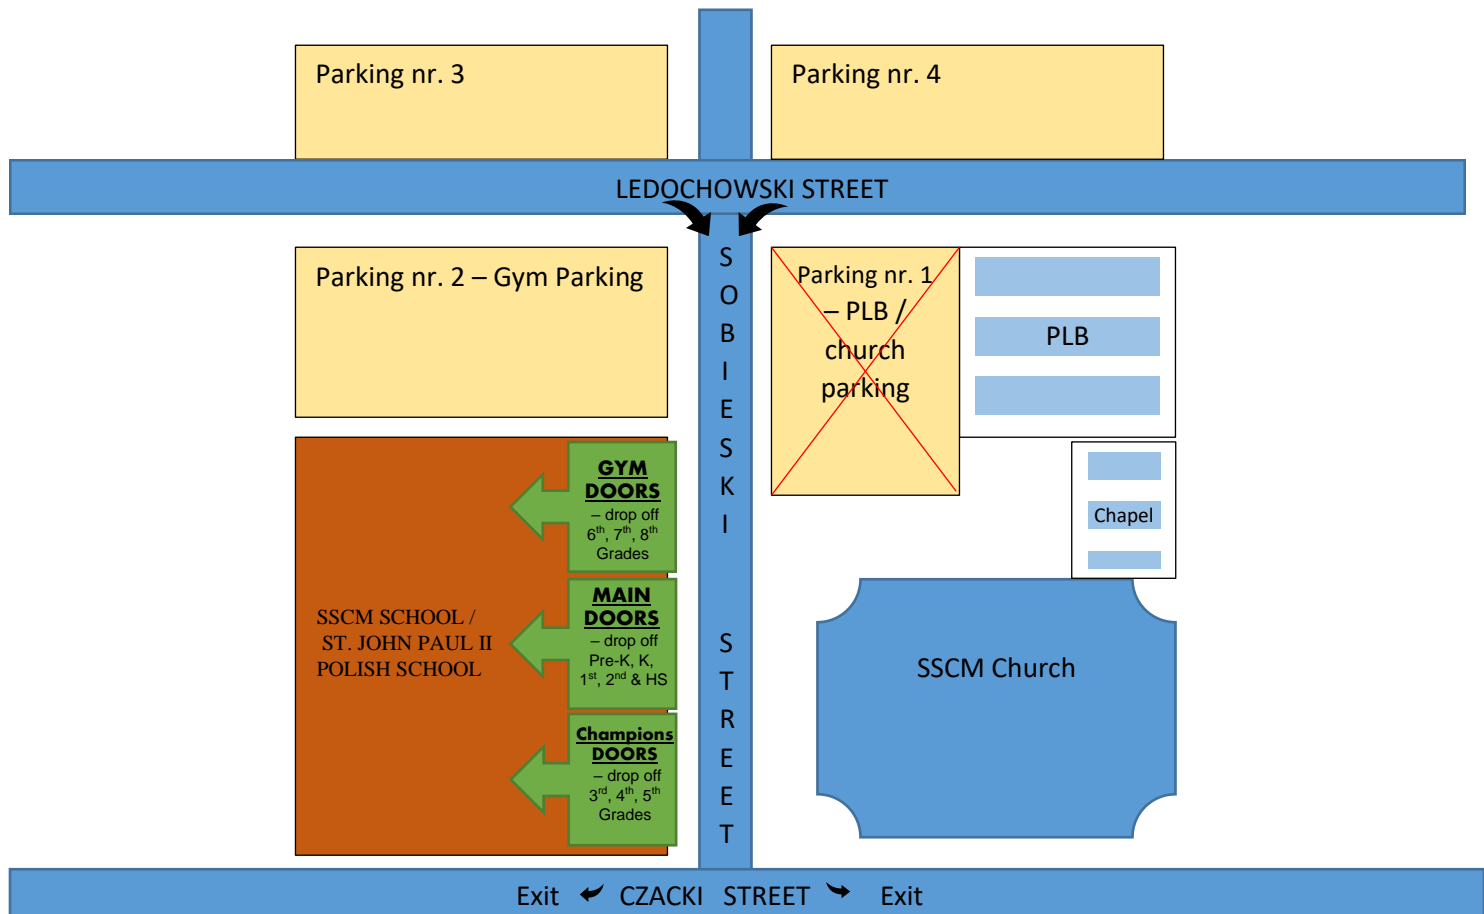 Parking nr. 3
Parking nr. 4
LEDOCHOWSKI STREET
Parking nr. 2 – Gym Parking
SOBIESKI STREET
Parking nr. 1
– PLB /
church
parking
PLB
Chapel
GYM
DOORS
– drop off
6th, 7th, 8th
Grades
MAIN
DOORS
– drop off
Pre-K, K,
1st, 2nd & HS
Champions
DOORS
– drop off
3rd, 4th, 5th
Grades
SSCM SCHOOL /
ST. JOHN PAUL II
POLISH SCHOOL
SSCM Church
Exit CZACKI STREET Exit